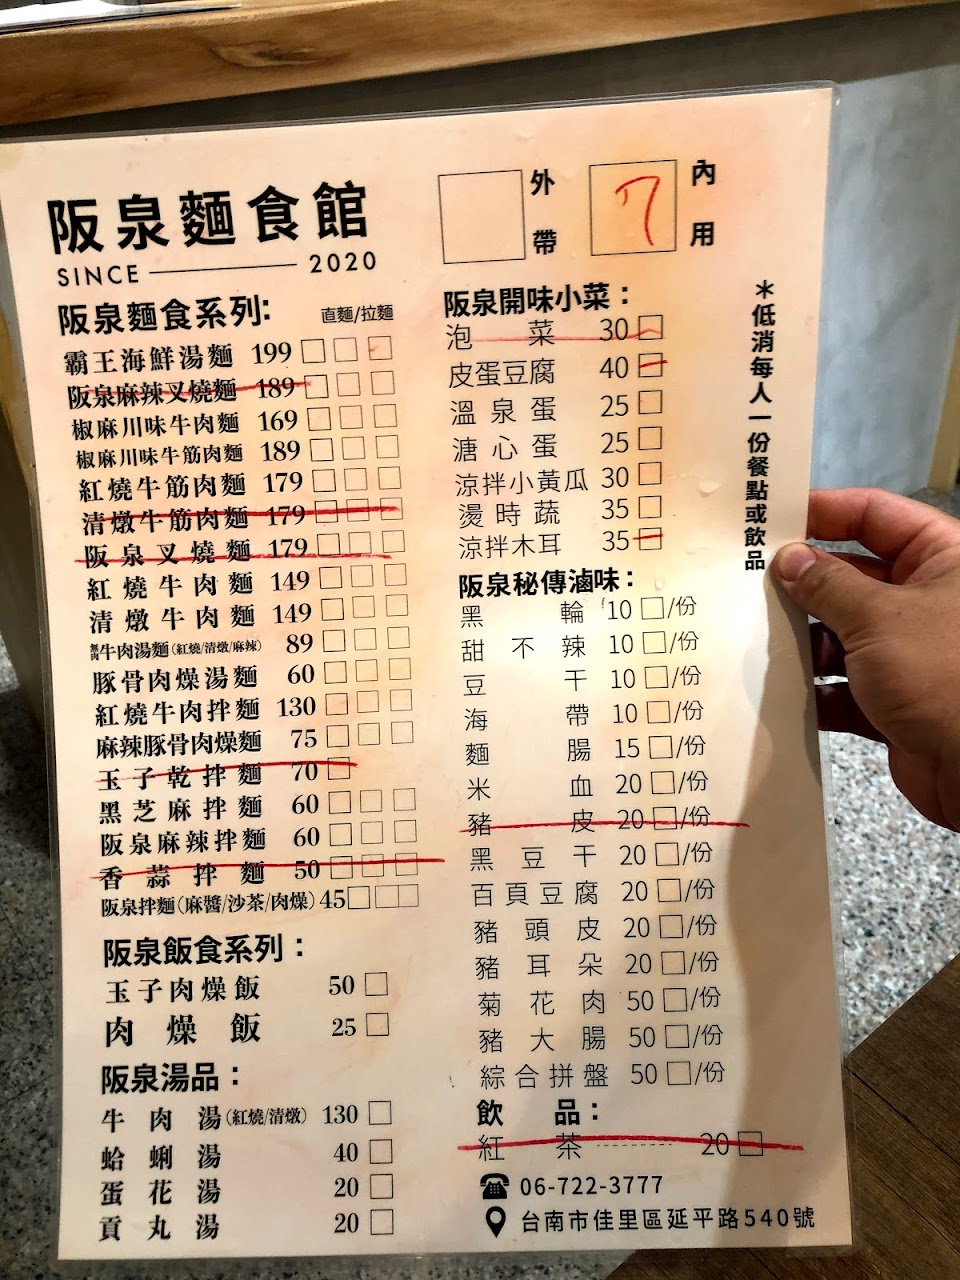 阪泉麵食館
SINCE 2020
外帶
7 內用
阪泉麵食系列: 直麵/拉麵
霸王海鮮湯麵 199
阪泉麻辣叉燒麵 189
椒麻川味牛肉麵 169
椒麻川味牛筋肉麵 189
紅燒牛筋肉麵 179
清燉牛筋肉麵 179
阪泉叉燒麵 179
紅燒牛肉麵 149
清燉牛肉麵 149
無肉牛肉湯麵(紅燒/清燉/麻辣) 89
豚骨肉燥湯麵 60
紅燒牛肉拌麵 130
麻辣豚骨肉燥麵 75
玉子乾拌麵 70
黑芝麻拌麵 60
阪泉麻辣拌麵 60
香蒜拌麵 50
阪泉拌麵(麻醬/沙茶/肉燥) 45
阪泉飯食系列：
玉子肉燥飯 50
肉燥飯 25
阪泉湯品：
牛肉湯(紅燒/清燉) 130
蛤蜊湯 40
蛋花湯 20
貢丸湯 20
阪泉開味小菜：
泡菜 30
皮蛋豆腐 40
溫泉蛋 25
溏心蛋 25
涼拌小黃瓜 30
燙時蔬 35
涼拌木耳 35
阪泉秘傳滷味：
黑輪 10 /份
甜不辣 10 /份
豆干 10 /份
海帶 10 /份
麵腸 15 /份
米血 20 /份
豬皮 20 /份
黑豆干 20 /份
百頁豆腐 20 /份
豬頭皮 20 /份
豬耳朵 20 /份
菊花肉 50 /份
豬大腸 50 /份
綜合拼盤 50 /份
飲品：
紅茶 ---------- 20
06-722-3777
台南市佳里區延平路540號
＊低消每人一份餐點或飲品